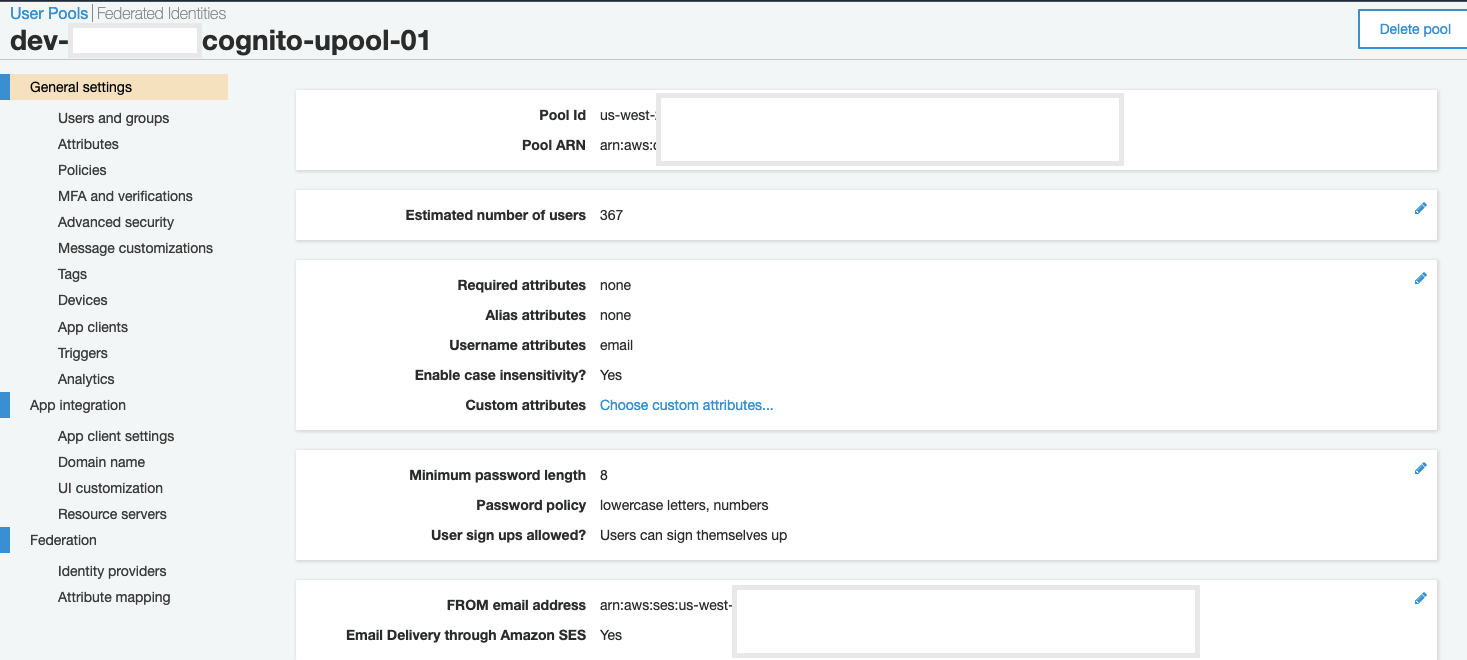 User Pools | Federated Identities
dev- cognito-upool-01
Delete pool
General settings
Users and groups
Attributes
Policies
MFA and verifications
Advanced security
Message customizations
Tags
Devices
App clients
Triggers
Analytics
App integration
App client settings
Domain name
UI customization
Resource servers
Federation
Identity providers
Attribute mapping
Pool Id us-west-
Pool ARN arn:aws:
Estimated number of users 367
Required attributes none
Alias attributes none
Username attributes email
Enable case insensitivity? Yes
Custom attributes Choose custom attributes...
Minimum password length 8
Password policy lowercase letters, numbers
User sign ups allowed? Users can sign themselves up
FROM email address arn:aws:ses:us-west-
Email Delivery through Amazon SES Yes